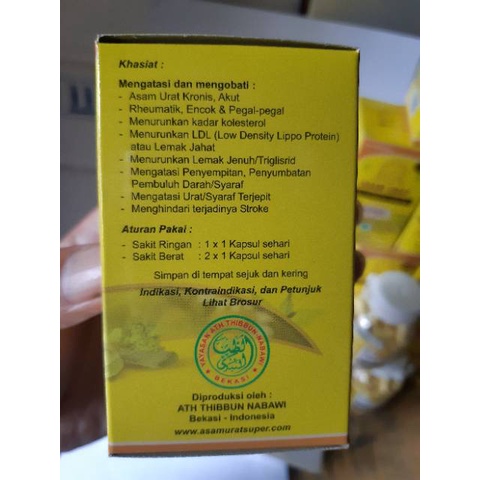 Khasiat :
Mengatasi dan mengobati :
- Asam Urat Kronis, Akut
- Rheumatik, Encok & Pegal-pegal
- Menurunkan kadar kolesterol
- Menurunkan LDL (Low Density Lippo Protein)
atau Lemak Jahat
- Menurunkan Lemak Jenuh/Triglisrid
- Mengatasi Penyempitan, Penyumbatan
Pembuluh Darah/Syaraf
- Mengatasi Urat/Syaraf Terjepit
- Menghindari terjadinya Stroke
Aturan Pakai :
- Sakit Ringan : 1 x 1 Kapsul sehari
- Sakit Berat : 2 x 1 Kapsul sehari
Simpan di tempat sejuk dan kering
Indikasi, Kontraindikasi, dan Petunjuk
Lihat Brosur
YAYASAN ATH THIBBUN NABAWI
BEKASI
Diproduksi oleh :
ATH THIBBUN NABAWI
Bekasi - Indonesia
www.asamuratsuper.com